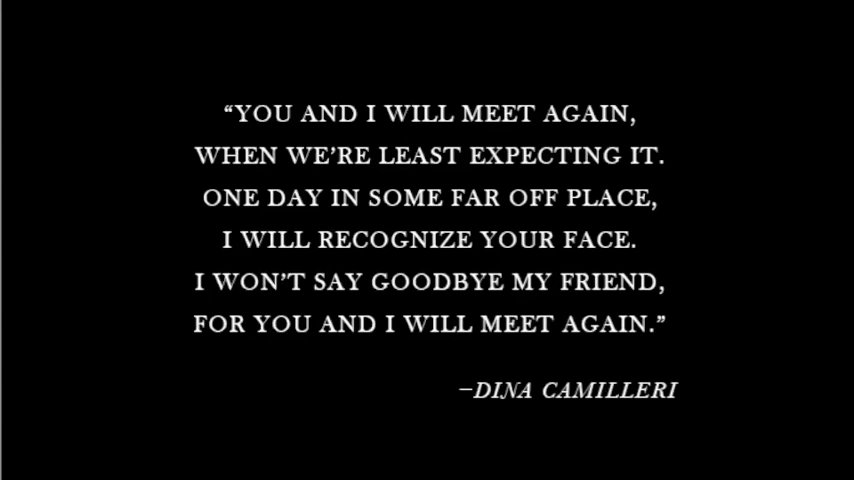 “YOU AND I WILL MEET AGAIN,
WHEN WE’RE LEAST EXPECTING IT.
ONE DAY IN SOME FAR OFF PLACE,
I WILL RECOGNIZE YOUR FACE.
I WON’T SAY GOODBYE MY FRIEND,
FOR YOU AND I WILL MEET AGAIN.”
–DINA CAMILLERI